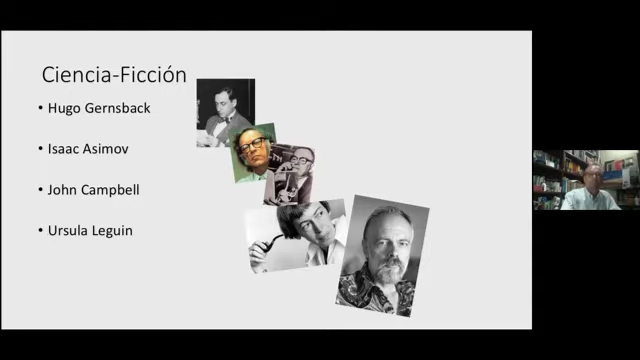 Ciencia-Ficción
• Hugo Gernsback
• Isaac Asimov
• John Campbell
• Ursula Leguin